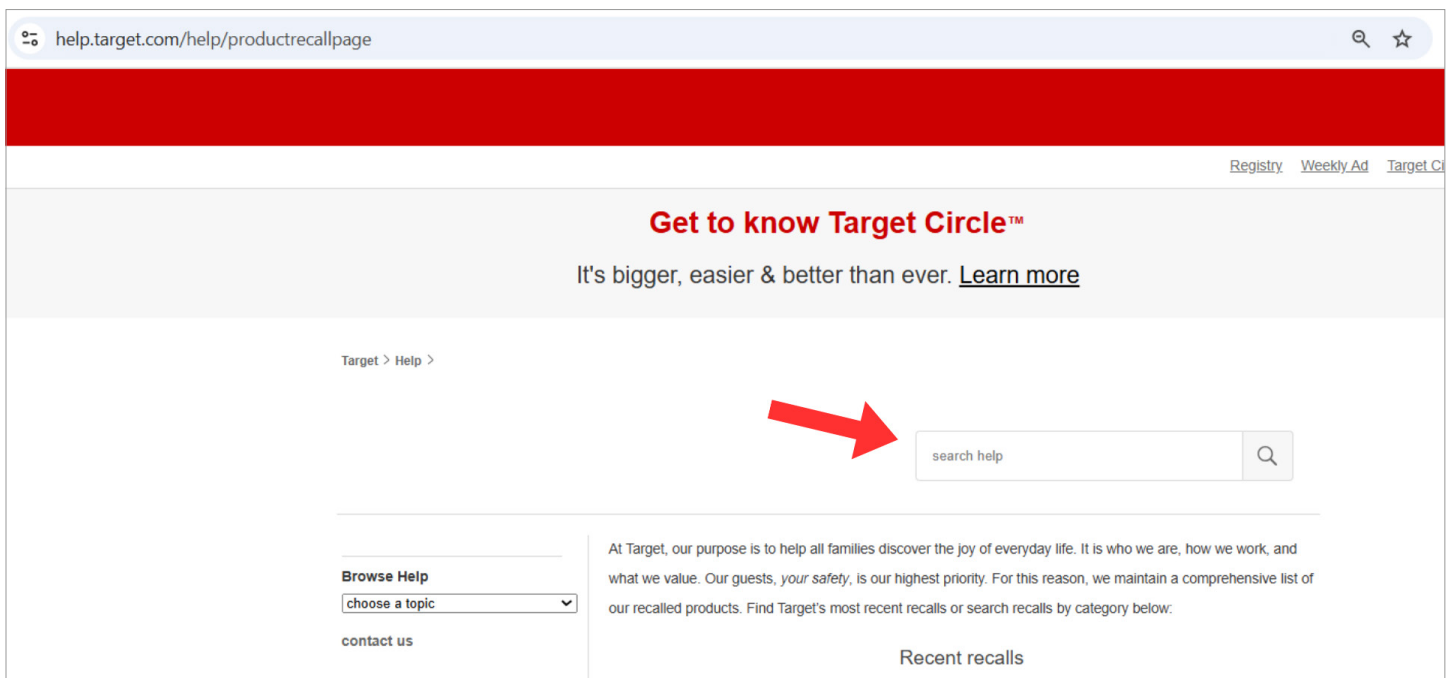 help.target.com/help/productrecallpage
Registry Weekly Ad Target Ci
Get to know Target Circle™
It's bigger, easier & better than ever. Learn more
Target > Help >
search help
Browse Help
choose a topic
contact us
At Target, our purpose is to help all families discover the joy of everyday life. It is who we are, how we work, and
what we value. Our guests, your safety, is our highest priority. For this reason, we maintain a comprehensive list of
our recalled products. Find Target's most recent recalls or search recalls by category below:
Recent recalls